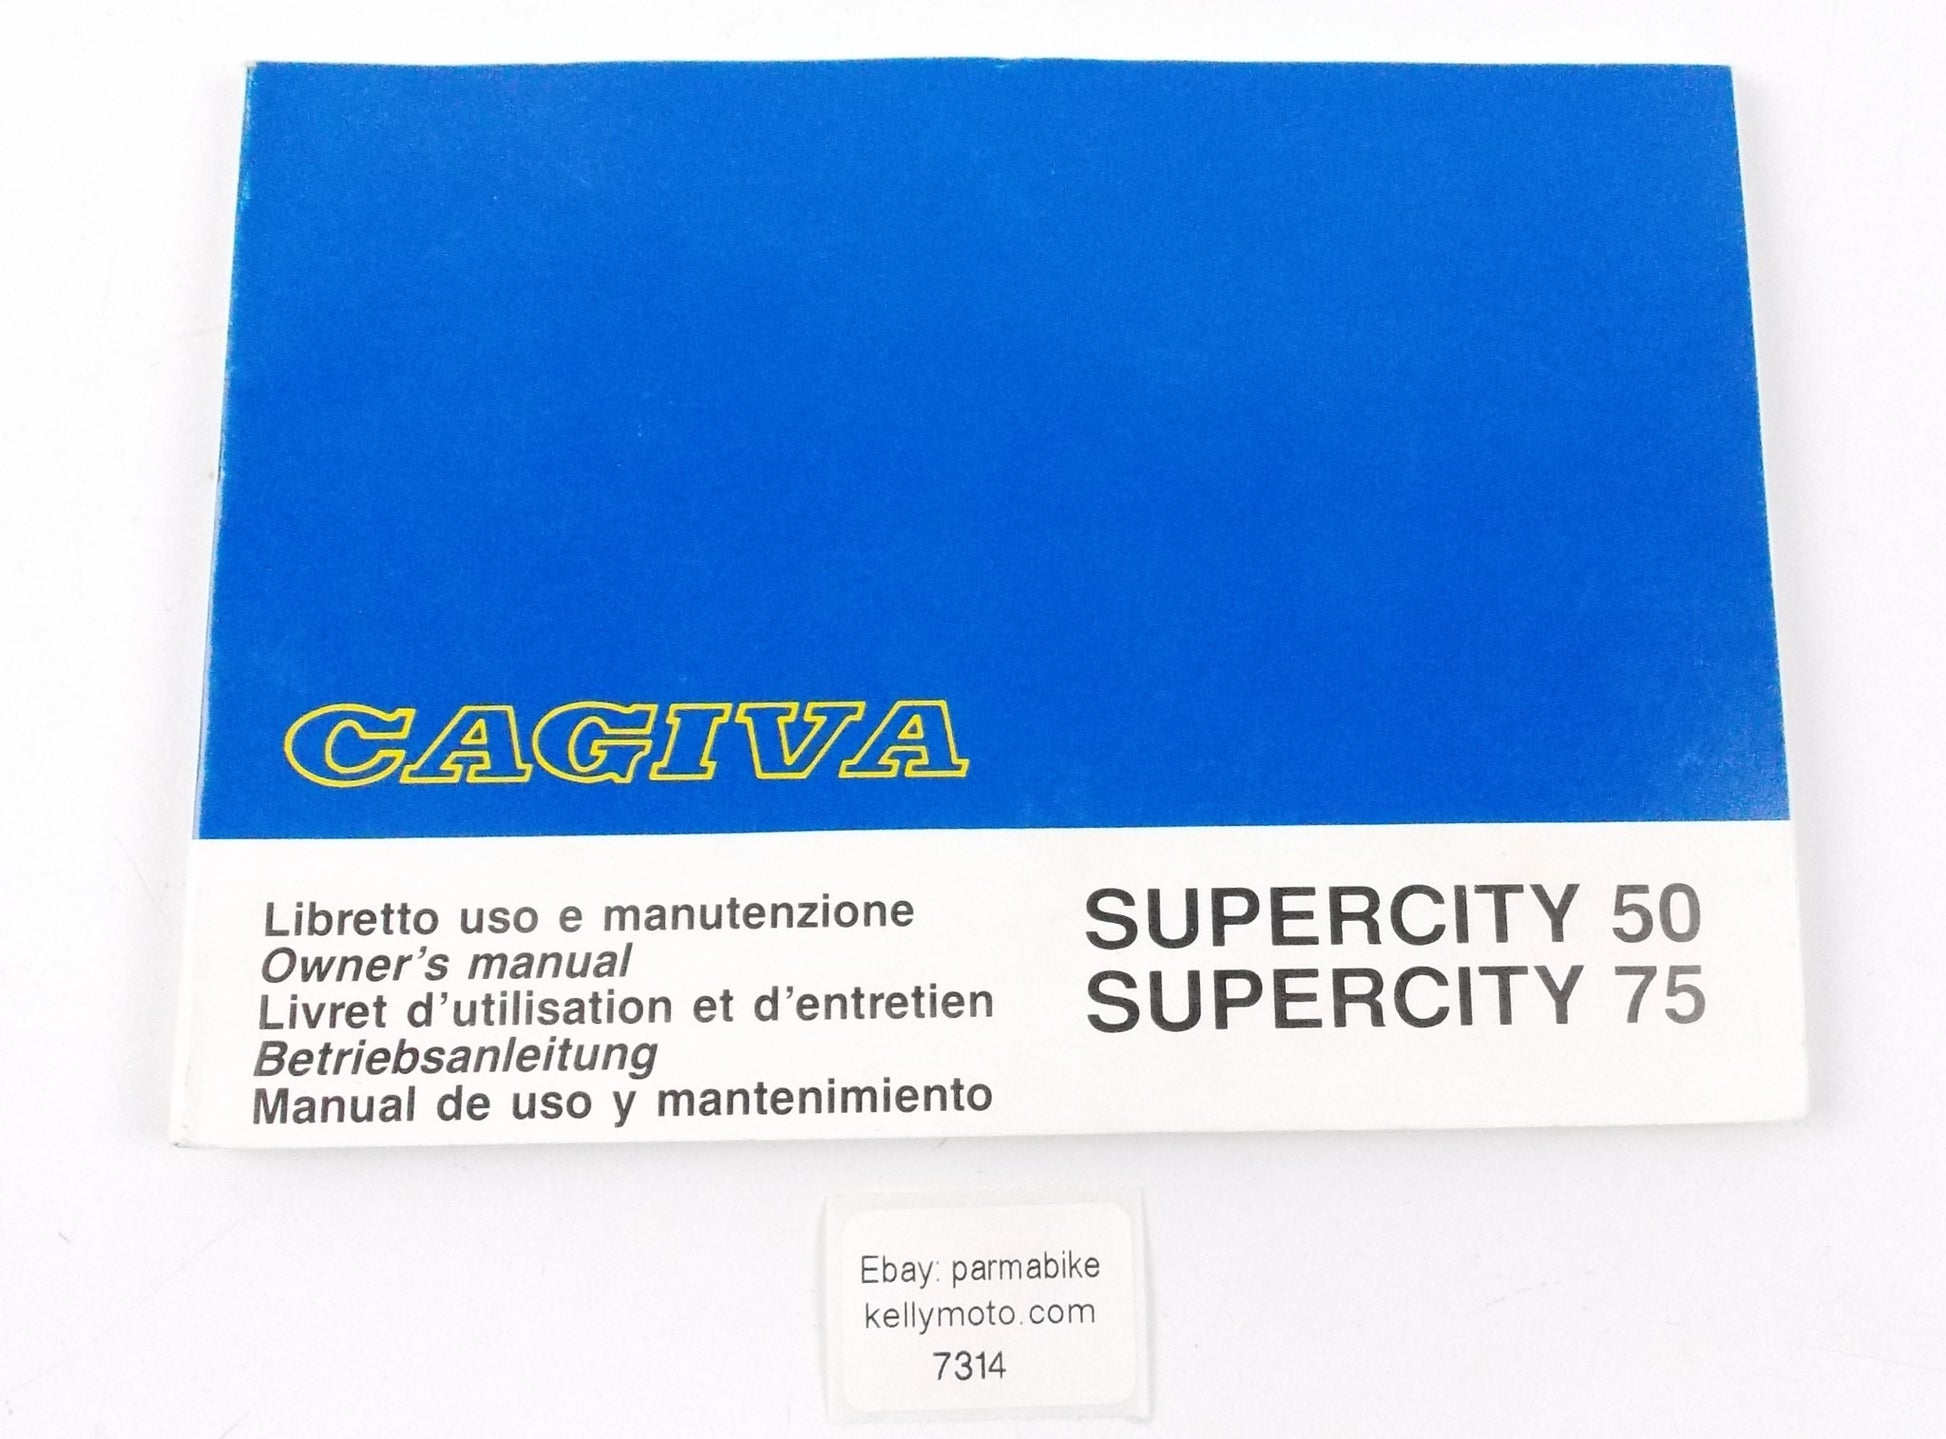 CAGIVA
Libretto uso e manutenzione
Owner's manual
Livret d'utilisation et d'entretien
Betriebsanleitung
Manual de uso y mantenimiento
SUPERCITY 50
SUPERCITY 75
Ebay: parmabike
kellymoto.com
7314